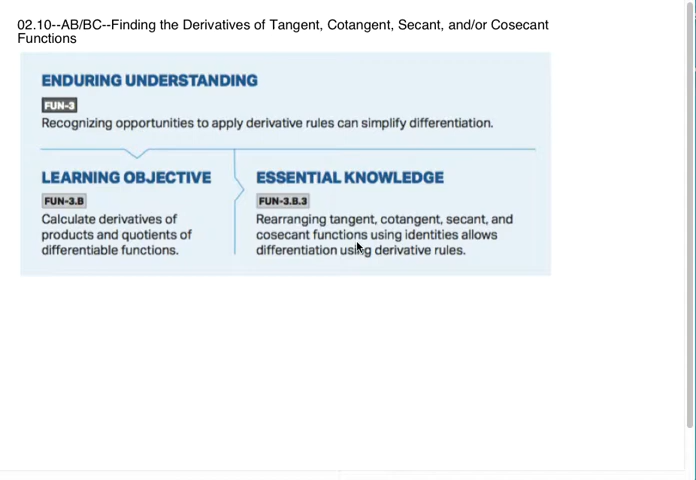 02.10--AB/BC--Finding the Derivatives of Tangent, Cotangent, Secant, and/or Cosecant
Functions
ENDURING UNDERSTANDING
FUN-3
Recognizing opportunities to apply derivative rules can simplify differentiation.
LEARNING OBJECTIVE
FUN-3.B
Calculate derivatives of
products and quotients of
differentiable functions.
ESSENTIAL KNOWLEDGE
FUN-3.B.3
Rearranging tangent, cotangent, secant, and
cosecant functions using identities allows
differentiation using derivative rules.